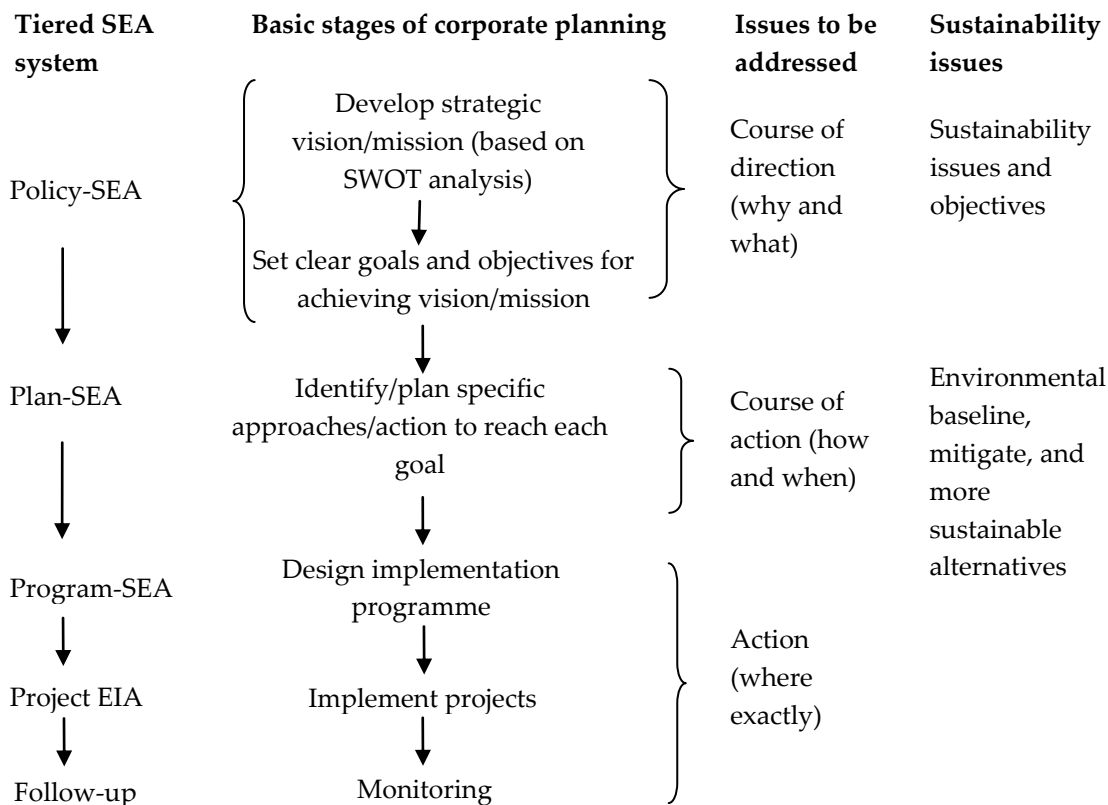 Tiered SEA
system
Basic stages of corporate planning
Issues to be
addressed
Sustainability
issues
Policy-SEA
Develop strategic
vision/mission (based on
SWOT analysis)
Set clear goals and objectives for
achieving vision/mission
Course of
direction
(why and
what)
Sustainability
issues and
objectives
Plan-SEA
Identify/plan specific
approaches/action to reach each
goal
Course of
action (how
and when)
Environmental
baseline,
mitigate, and
more
sustainable
alternatives
Program-SEA
Design implementation
programme
Project EIA
Implement projects
Action
(where
exactly)
Follow-up
Monitoring